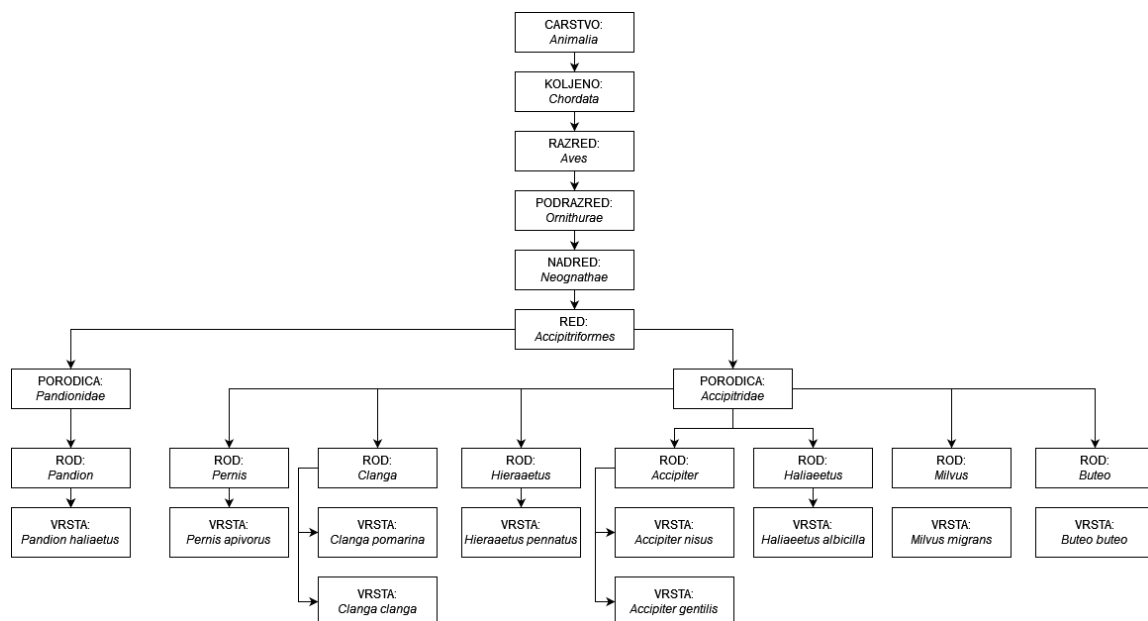 CARSTVO:
Animalia
KOLJENO:
Chordata
RAZRED:
Aves
PODRAZRED:
Ornithurae
NADRED:
Neognathae
RED:
Accipitriformes
PORODICA:
Pandionidae
PORODICA:
Accipitridae
ROD:
Pandion
ROD:
Pernis
ROD:
Clanga
ROD:
Hieraaetus
ROD:
Accipiter
ROD:
Haliaeetus
ROD:
Milvus
ROD:
Buteo
VRSTA:
Pandion haliaetus
VRSTA:
Pernis apivorus
VRSTA:
Clanga pomarina
VRSTA:
Hieraaetus pennatus
VRSTA:
Accipiter nisus
VRSTA:
Haliaeetus albicilla
VRSTA:
Milvus migrans
VRSTA:
Buteo buteo
VRSTA:
Clanga clanga
VRSTA:
Accipiter gentilis